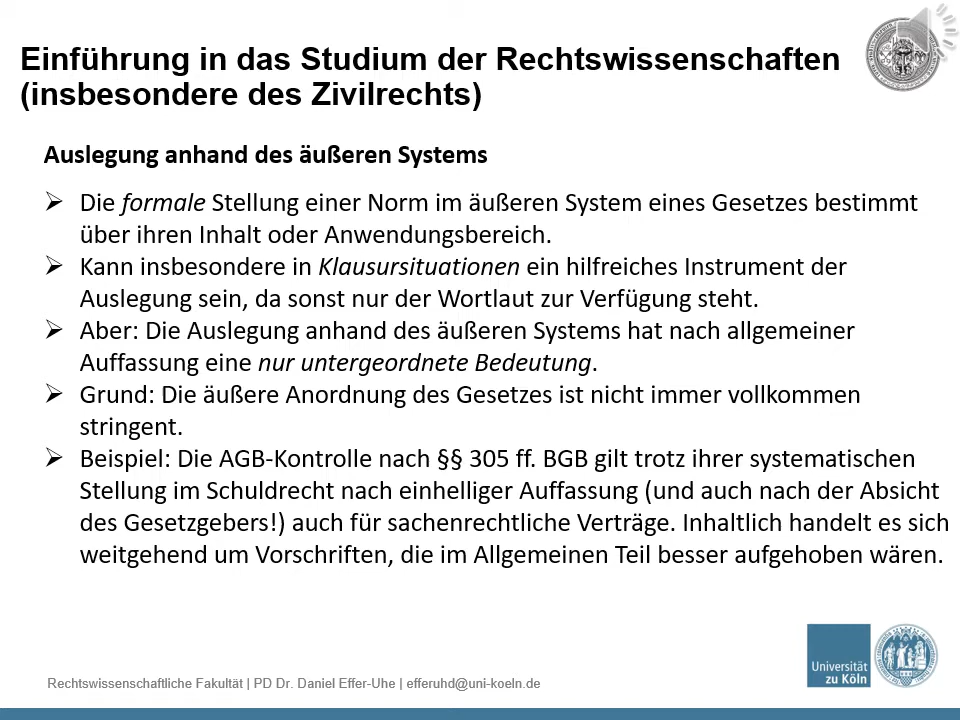 Einführung in das Studium der Rechtswissenschaften
(insbesondere des Zivilrechts)
Auslegung anhand des äußeren Systems
Die formale Stellung einer Norm im äußeren System eines Gesetzes bestimmt
über ihren Inhalt oder Anwendungsbereich.
Kann insbesondere in Klausursituationen ein hilfreiches Instrument der
Auslegung sein, da sonst nur der Wortlaut zur Verfügung steht.
Aber: Die Auslegung anhand des äußeren Systems hat nach allgemeiner
Auffassung eine nur untergeordnete Bedeutung.
Grund: Die äußere Anordnung des Gesetzes ist nicht immer vollkommen
stringent.
Beispiel: Die AGB-Kontrolle nach §§ 305 ff. BGB gilt trotz ihrer systematischen
Stellung im Schuldrecht nach einhelliger Auffassung (und auch nach der Absicht
des Gesetzgebers!) auch für sachenrechtliche Verträge. Inhaltlich handelt es sich
weitgehend um Vorschriften, die im Allgemeinen Teil besser aufgehoben wären.
Universität
zu Köln
Rechtswissenschaftliche Fakultät | PD Dr. Daniel Effer-Uhe | efferuhd@uni-koeln.de